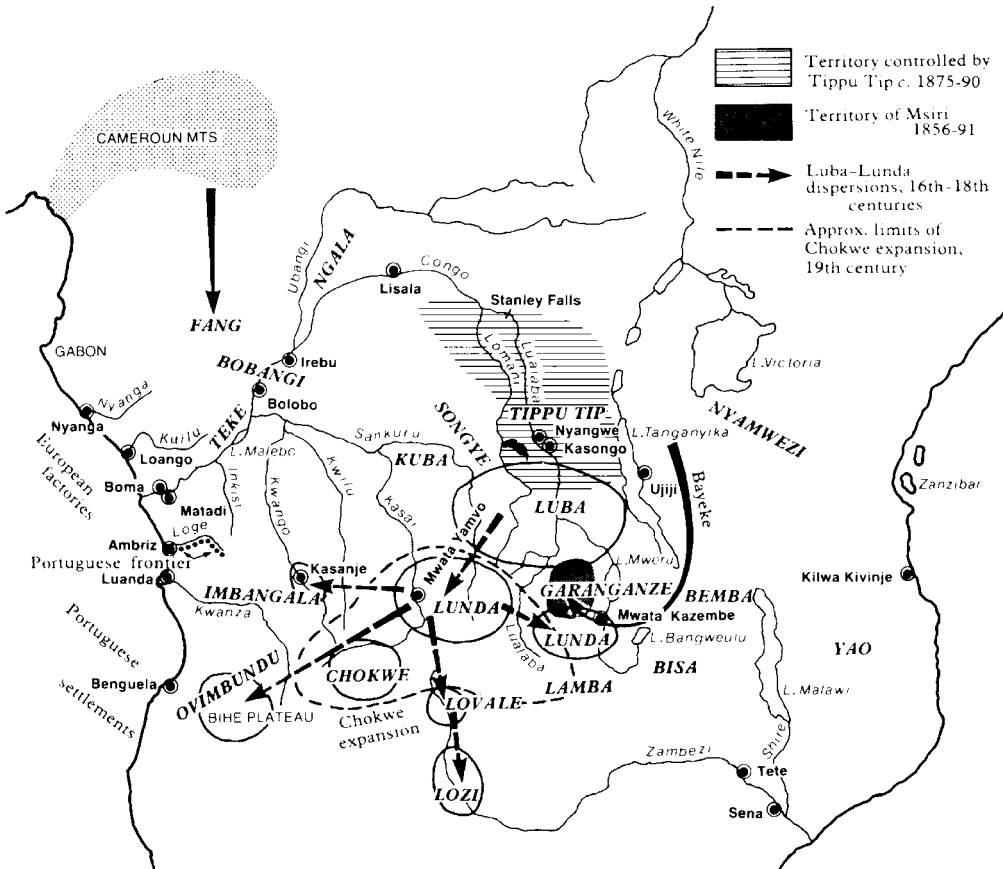 Territory controlled by
Tippu Tip c. 1875-90
Territory of Msiri
1856-91
Luba–Lunda
dispersions, 16th-18th
centuries
Approx. limits of
Chokwe expansion,
19th century
CAMEROUN MTS
White Nile
Ubangi
NGALA
Congo
Lisala
Stanley Falls
FANG
GABON
Irebu
BOBANGI
Bolobo
Lomani
Lualaba
L.Victoria
Nyanga
Nyanga
TEKE
SONGYE
TIPPU TIP
Nyangwe
Kasongo
L.Tanganyika
NYAMWEZI
European
factories
Kuilu
Loango
L.Malebo
Sankuru
KUBA
Ujiji
Bayeke
Zanzibar
Boma
Matadi
Inkisi
Kwango
Kwilu
Kasai
LUBA
Loge
Ambriz
Portuguese frontier
Luanda
Mwata Yamvo
L.Mweru
Kilwa Kivinje
Kasanje
IMBANGALA
Kwanza
LUNDA
GARANGANZE
BEMBA
Mwata Kazembe
LUNDA
L.Bangweulu
Lualaba
YAO
Portuguese
settlements
Benguela
OVIMBUNDU
BIHE PLATEAU
CHOKWE
Chokwe
expansion
LOVALE
LAMBA
BISA
L.Malawi
LOZI
Zambezi
Shire
Tete
Sena